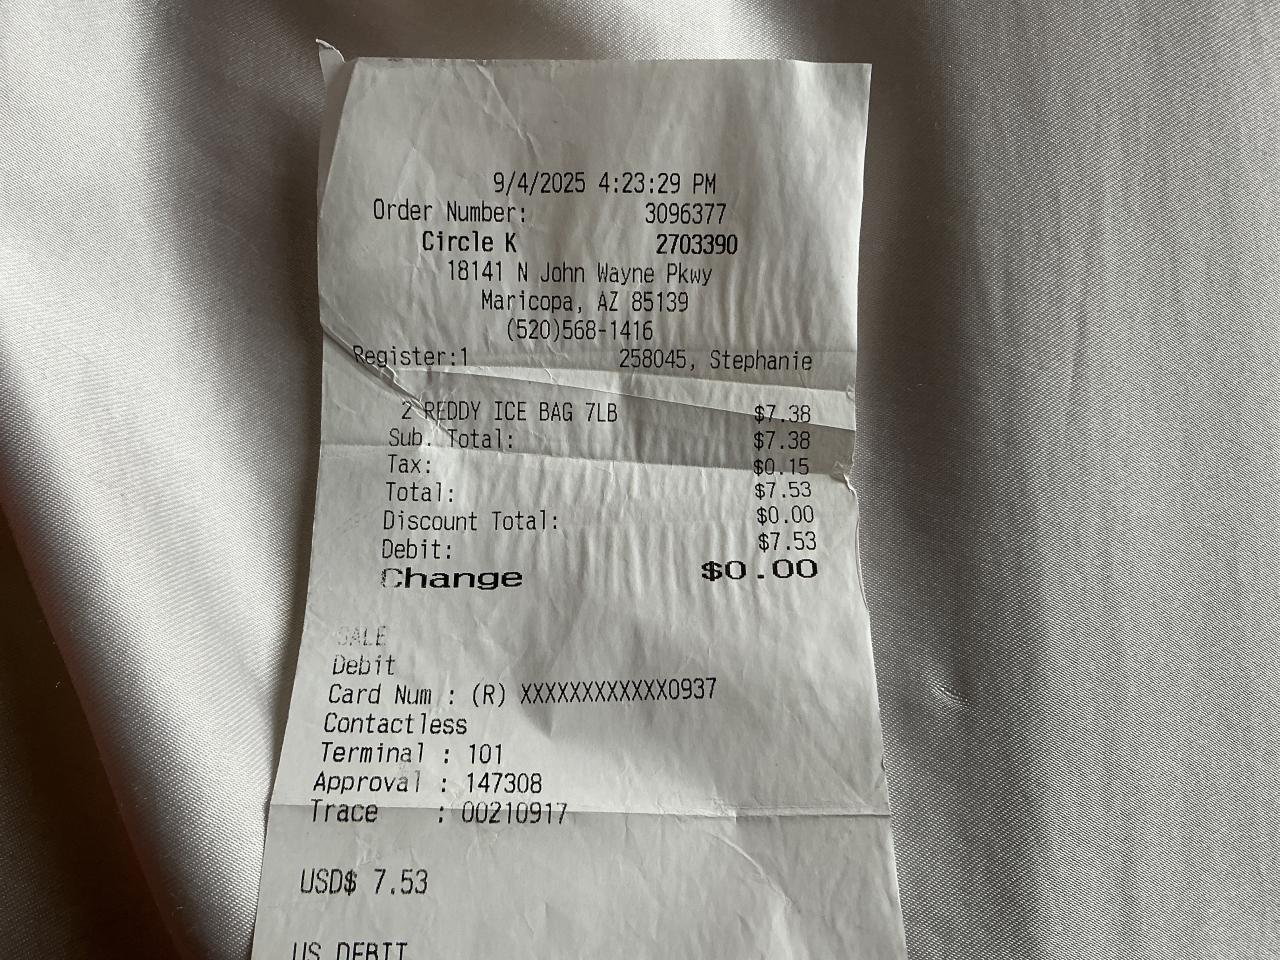 9/4/2025 4:23:29 PM
Order Number: 3096377
Circle K 2703390
18141 N John Wayne Pkwy
Maricopa, AZ 85139
(520)568-1416
Register:1 258045, Stephanie
2 REDDY ICE BAG 7LB $7.38
Sub. Total: $7.38
Tax: $0.15
Total: $7.53
Discount Total: $0.00
Debit: $7.53
Change $0.00
SALE
Debit
Card Num : (R) XXXXXXXXXXXX0937
Contactless
Terminal : 101
Approval : 147308
Trace : 00210917
USD$ 7.53
US DEBIT